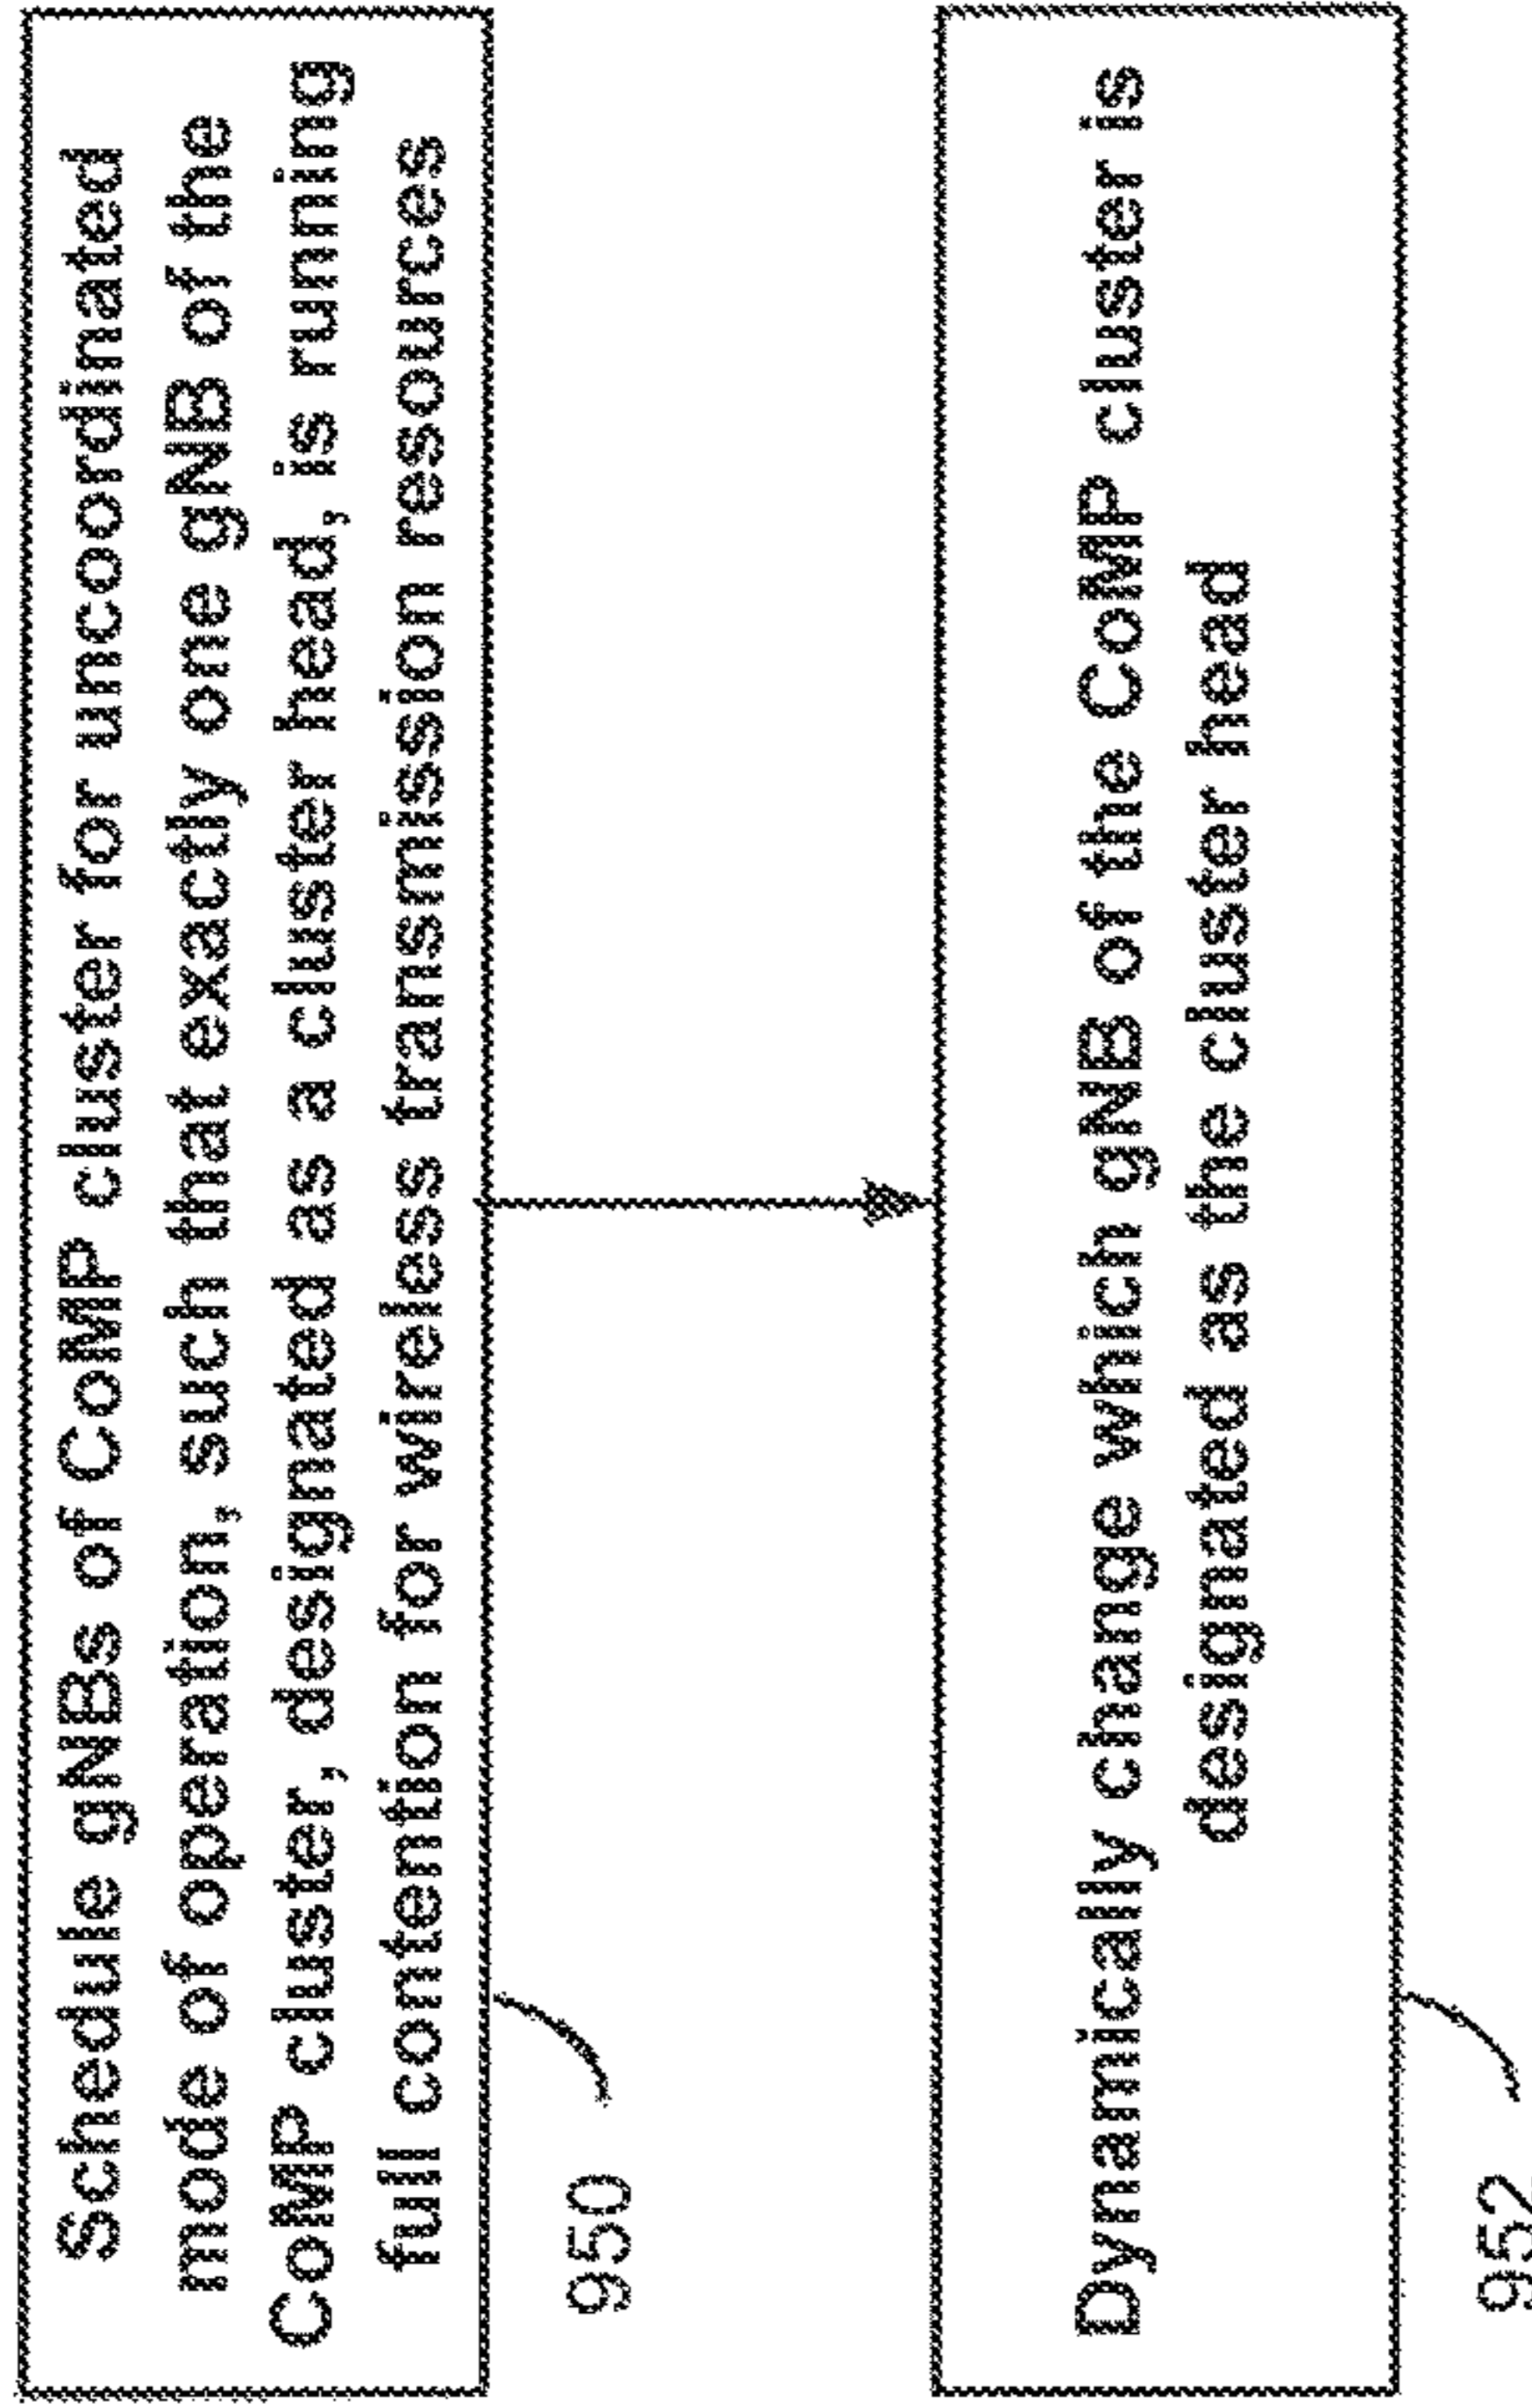 Schedule gNBs of CoMP cluster for uncoordinated
mode of operation, such that exactly one gNB of the
CoMP cluster, designated as a cluster head, is running
full contention for wireless transmission resources
950
Dynamically change which gNB of the CoMP cluster is
designated as the cluster head
952